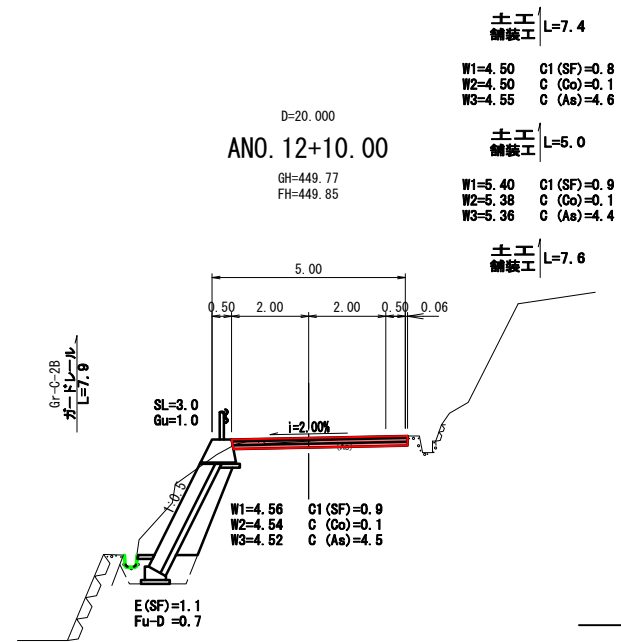 土工
舗装工 L=7.4
W1=4.50 C1(SF)=0.8
W2=4.50 C (Co)=0.1
W3=4.55 C (As)=4.6
D=20.000
ANO.12+10.00
GH=449.77
FH=449.85
土工
舗装工 L=5.0
W1=5.40 C1(SF)=0.9
W2=5.38 C (Co)=0.1
W3=5.36 C (As)=4.4
土工
舗装工 L=7.6
5.00
0.50 2.00 2.00 0.50 0.06
Gr-C-2B
ガードレール
L=7.9
SL=3.0
Gu=1.0
i=2.00%
(As)
1:0.5
W1=4.56 C1(SF)=0.9
W2=4.54 C (Co)=0.1
W3=4.52 C (As)=4.5
E(SF)=1.1
Fu-D =0.7